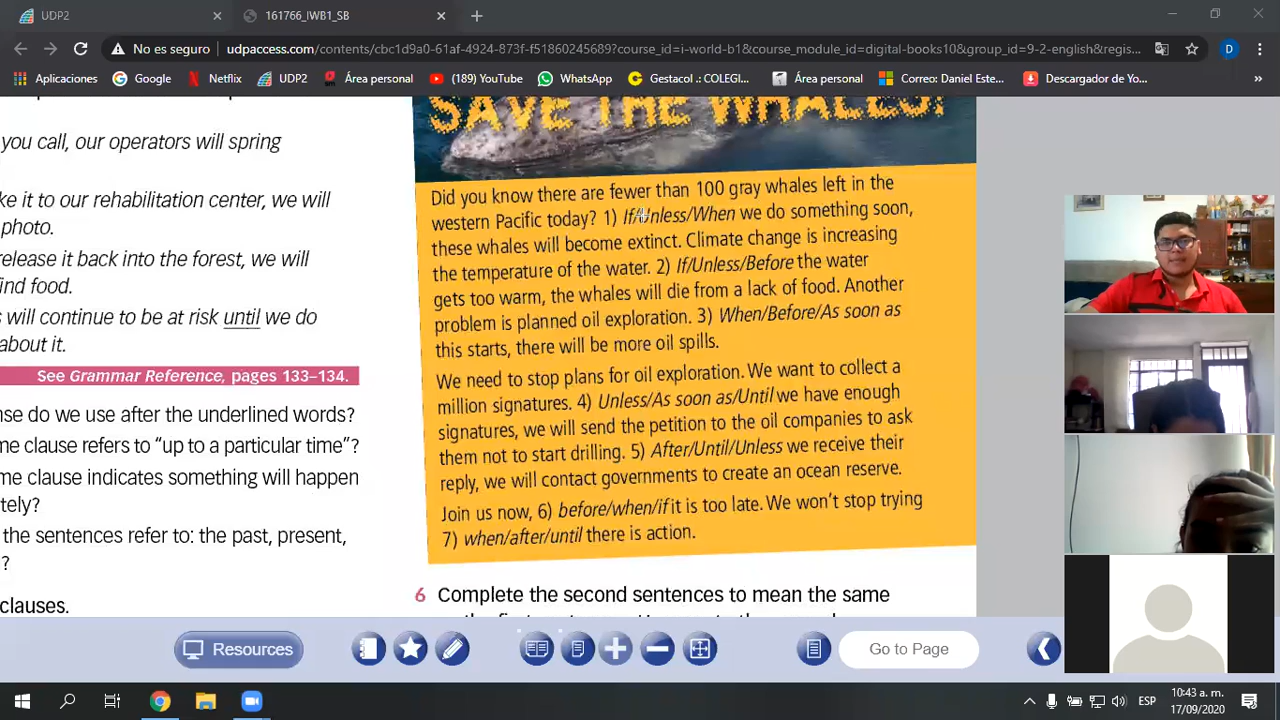 UDP2
161766_IWB1_SB
No es seguro
udpaccess.com/contents/cbc1d9a0-61af-4924-873f-f51860245689?course_id=i-world-b1&course_module_id=digital-books10&group_id=9-2-english&regis...
D
Aplicaciones
Google
Netflix
UDP2
Área personal
(189) YouTube
WhatsApp
Gestacol .: COLEGI...
Área personal
Correo: Daniel Este...
Descargador de Yo...
»
you call, our operators will spring
ke it to our rehabilitation center, we will
photo.
release it back into the forest, we will
find food.
s will continue to be at risk until we do
about it.
See Grammar Reference, pages 133–134.
nse do we use after the underlined words?
me clause refers to “up to a particular time”?
me clause indicates something will happen
tely?
the sentences refer to: the past, present,
?
clauses.
SAVE THE WHALES!
Did you know there are fewer than 100 gray whales left in the
western Pacific today? 1) If/Unless/When we do something soon,
these whales will become extinct. Climate change is increasing
the temperature of the water. 2) If/Unless/Before the water
gets too warm, the whales will die from a lack of food. Another
problem is planned oil exploration. 3) When/Before/As soon as
this starts, there will be more oil spills.
We need to stop plans for oil exploration. We want to collect a
million signatures. 4) Unless/As soon as/Until we have enough
signatures, we will send the petition to the oil companies to ask
them not to start drilling. 5) After/Until/Unless we receive their
reply, we will contact governments to create an ocean reserve.
Join us now, 6) before/when/if it is too late. We won’t stop trying
7) when/after/until there is action.
6 Complete the second sentences to mean the same
Resources
Go to Page
ESP
10:43 a. m.
17/09/2020